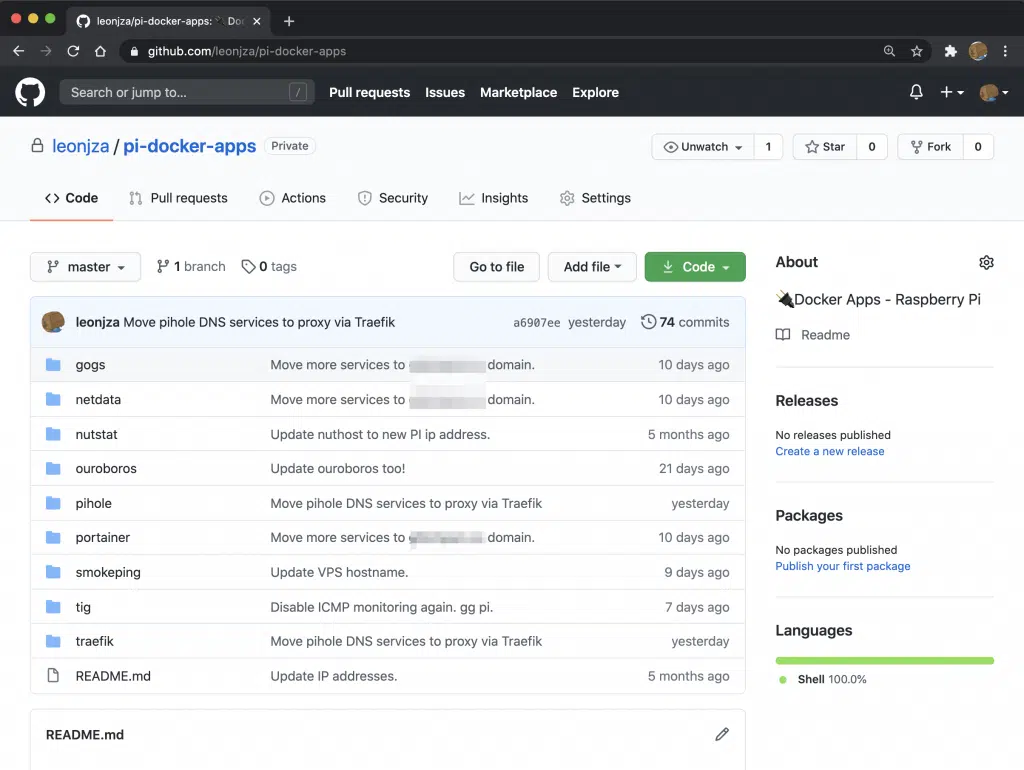 leonjza/pi-docker-apps: 🔌 Doc
github.com/leonjza/pi-docker-apps
Search or jump to… / Pull requests Issues Marketplace Explore
leonjza / pi-docker-apps Private Unwatch 1 Star 0 Fork 0
Code Pull requests Actions Security Insights Settings
master 1 branch 0 tags Go to file Add file Code
leonjza Move pihole DNS services to proxy via Traefik a6907ee yesterday 74 commits
gogs Move more services to domain. 10 days ago
netdata Move more services to domain. 10 days ago
nutstat Update nuthost to new PI ip address. 5 months ago
ouroboros Update ouroboros too! 21 days ago
pihole Move pihole DNS services to proxy via Traefik yesterday
portainer Move more services to domain. 10 days ago
smokeping Update VPS hostname. 9 days ago
tig Disable ICMP monitoring again. gg pi. 7 days ago
traefik Move pihole DNS services to proxy via Traefik yesterday
README.md Update IP addresses. 5 months ago
README.md
About
🔌Docker Apps - Raspberry Pi
Readme
Releases
No releases published
Create a new release
Packages
No packages published
Publish your first package
Languages
Shell 100.0%